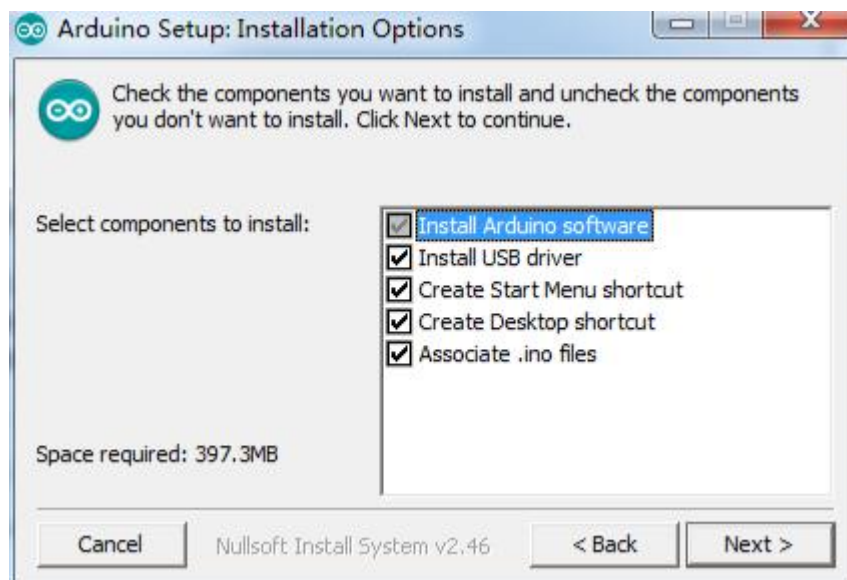 Arduino Setup: Installation Options
Check the components you want to install and uncheck the components
you don't want to install. Click Next to continue.
Select components to install:
Install Arduino software
Install USB driver
Create Start Menu shortcut
Create Desktop shortcut
Associate .ino files
Space required: 397.3MB
Cancel
Nullsoft Install System v2.46
< Back
Next >